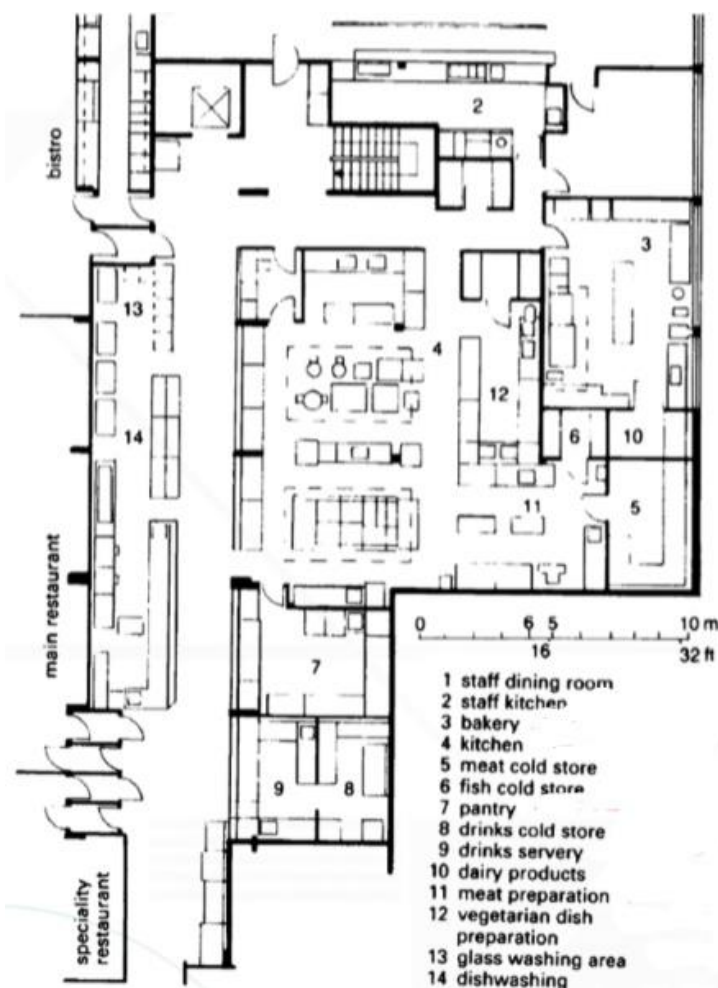 bistro
2
3
13
4
12
14
6
10
11
5
main restaurant
0 6 5 10 m
16 32 ft
7
9
8
speciality
restaurant
1 staff dining room
2 staff kitchen
3 bakery
4 kitchen
5 meat cold store
6 fish cold store
7 pantry
8 drinks cold store
9 drinks servery
10 dairy products
11 meat preparation
12 vegetarian dish
preparation
13 glass washing area
14 dishwashing